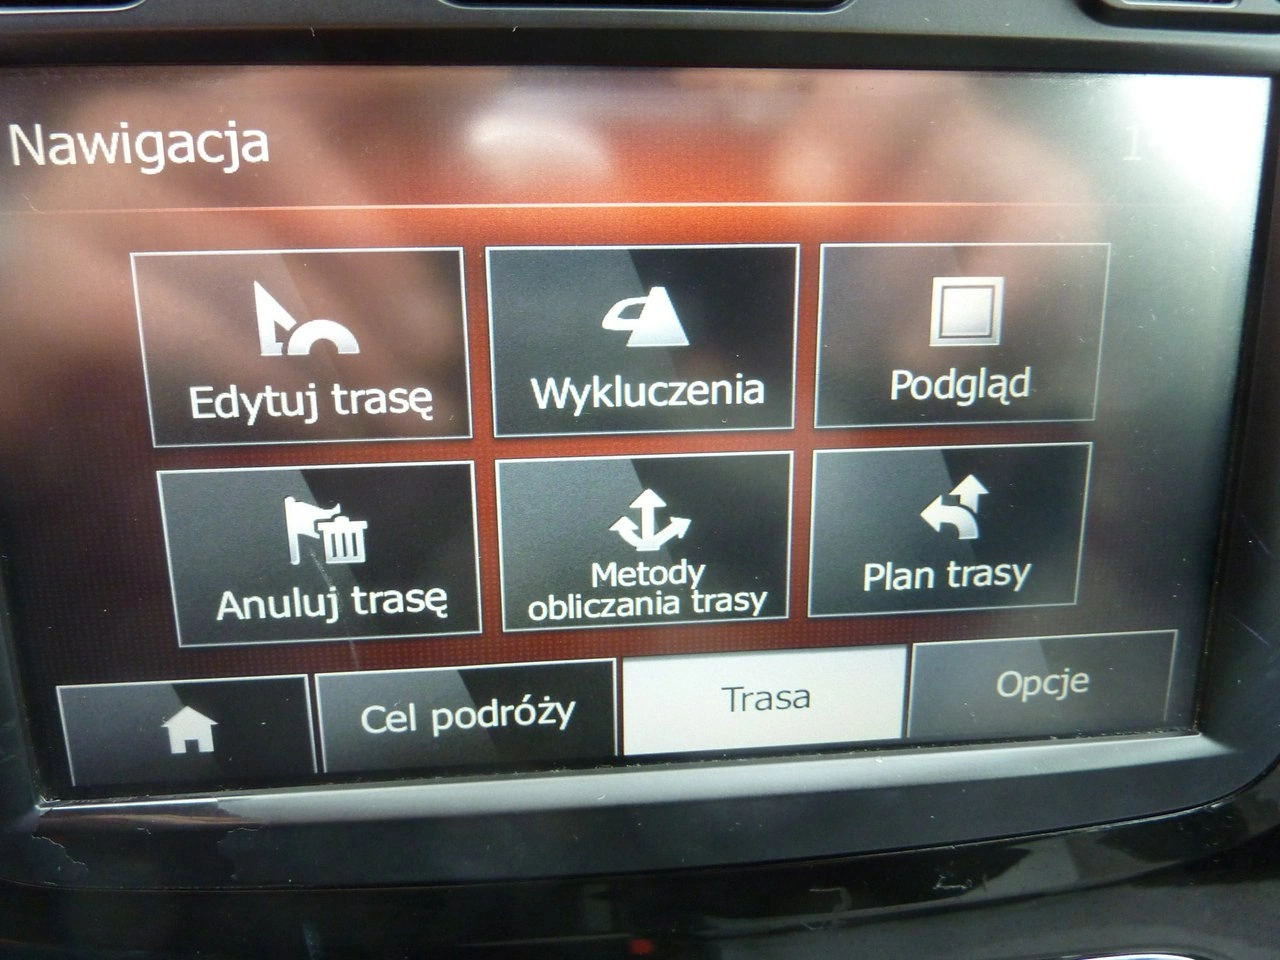 Nawigacja
Edytuj trasę
Wykluczenia
Podgląd
Anuluj trasę
Metody
obliczania trasy
Plan trasy
Cel podróży
Trasa
Opcje